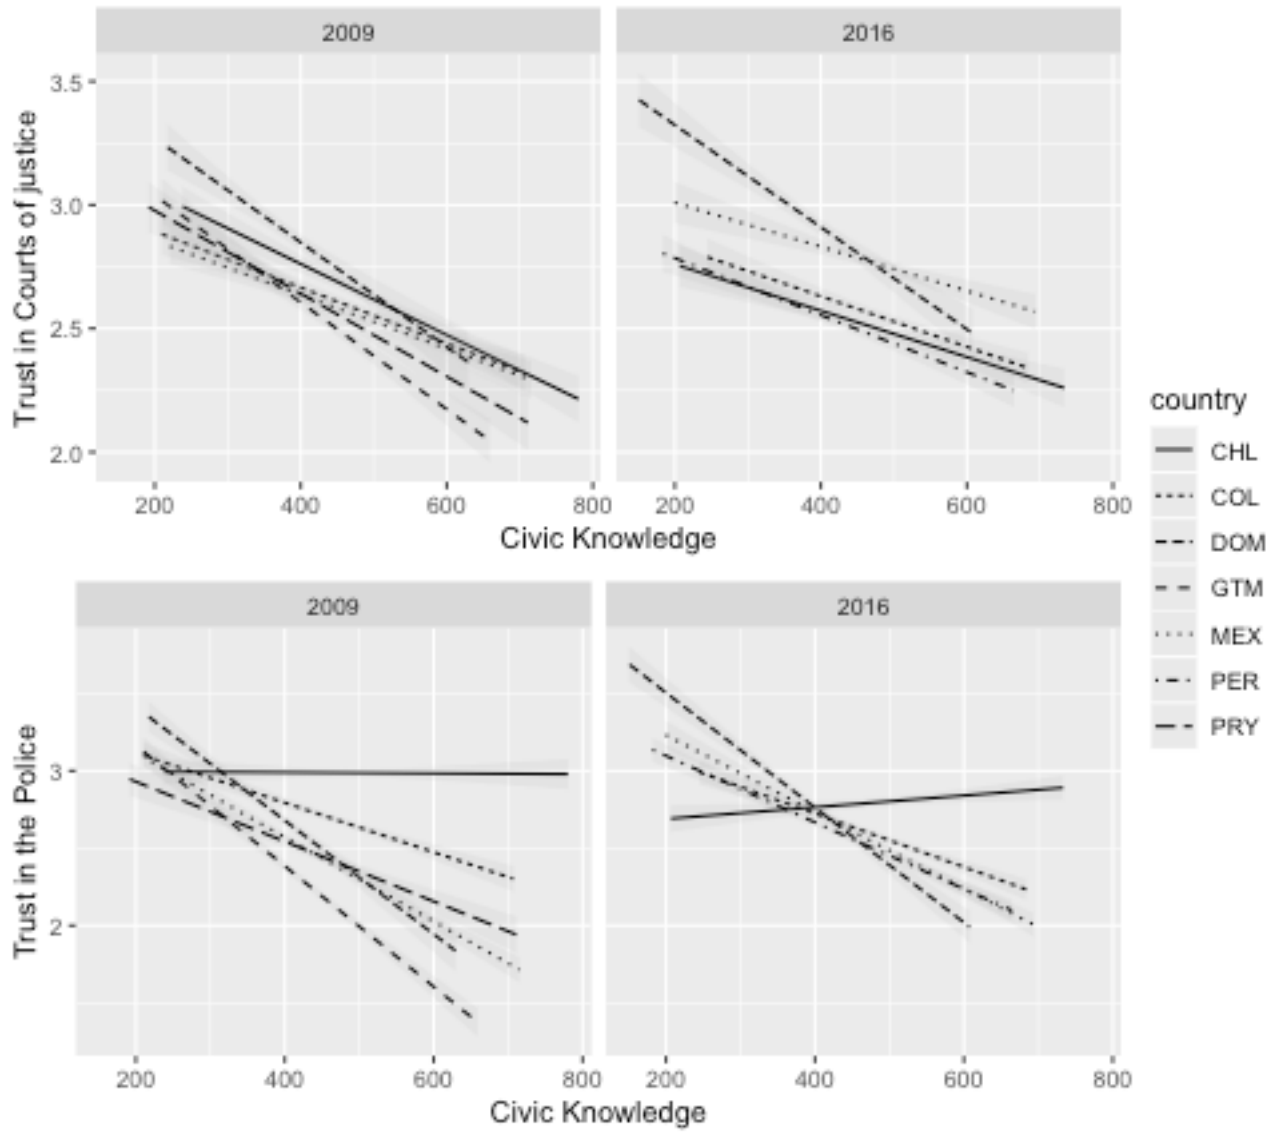 2009 2016
Trust in Courts of justice
3.5
3.0
2.5
2.0
200 400 600 800 200 400 600 800
Civic Knowledge
2009 2016
Trust in the Police
3
2
200 400 600 800 200 400 600 800
Civic Knowledge
country
CHL
COL
DOM
GTM
MEX
PER
PRY